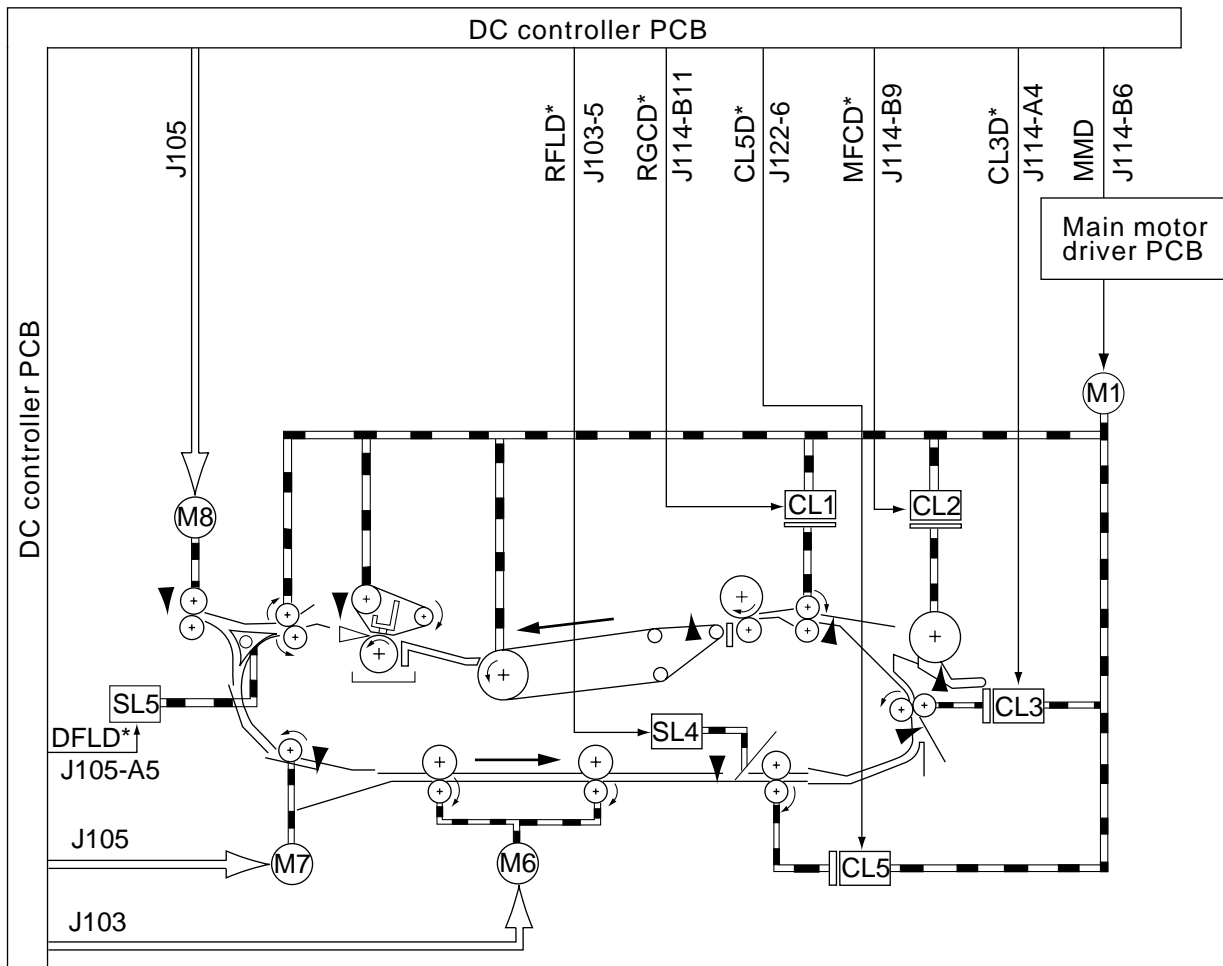 DC controller PCB
DC controller PCB
J105
RFLD*
J103-5
RGCD*
J114-B11
CL5D*
J122-6
MFCD*
J114-B9
CL3D*
J114-A4
MMD
J114-B6
Main motor
driver PCB
M1
M8
CL1
CL2
SL5
SL4
CL3
DFLD*
J105-A5
J105
M7
M6
CL5
J103